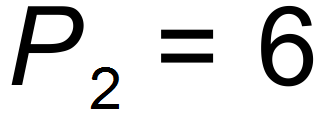 P₂ = 6